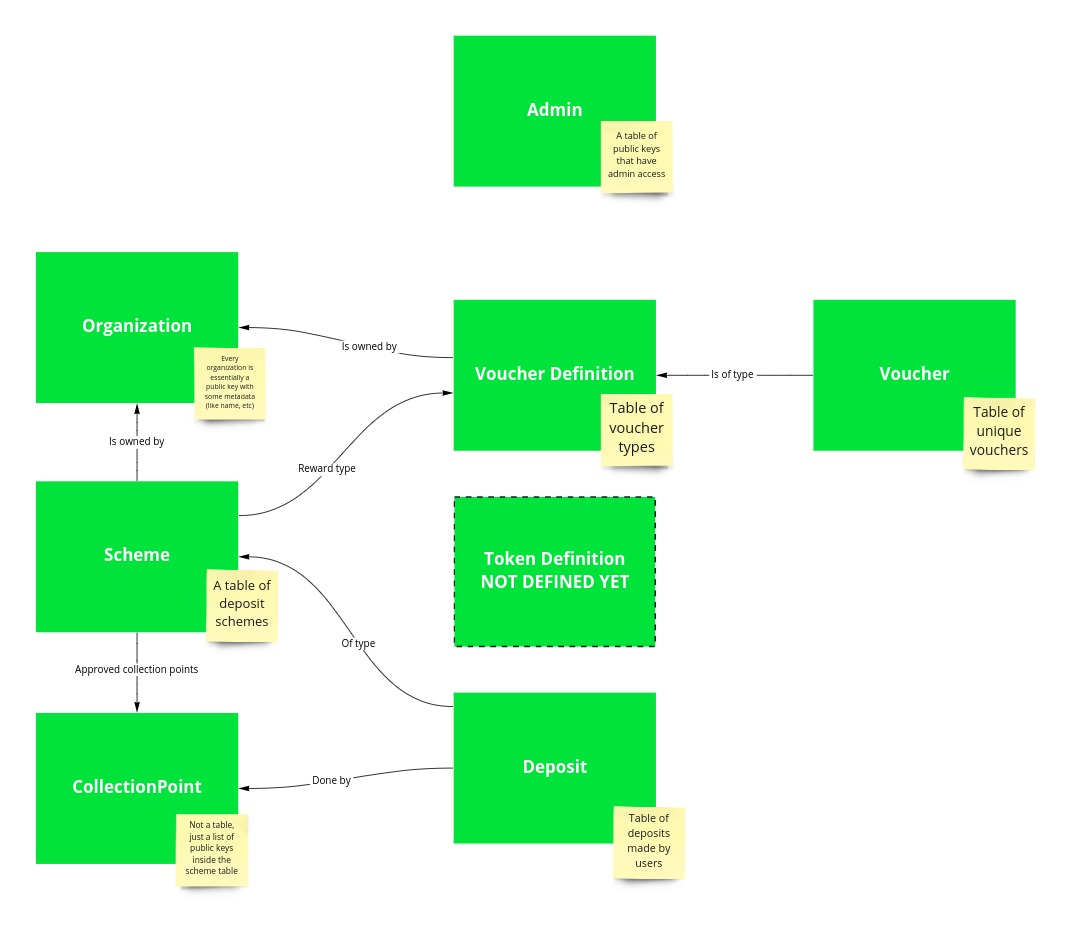 Admin
A table of
public keys
that have
admin access
Organization
Every
organization is
essentially a
public key with
some metadata
(like name, etc)
Is owned by
Voucher Definition
Table of
voucher
types
Is of type
Voucher
Table of
unique
vouchers
Is owned by
Reward type
Scheme
A table of
deposit
schemes
Token Definition
NOT DEFINED YET
Of type
Approved collection points
CollectionPoint
Not a table,
just a list of
public keys
inside the
scheme table
Done by
Deposit
Table of
deposits
made by
users